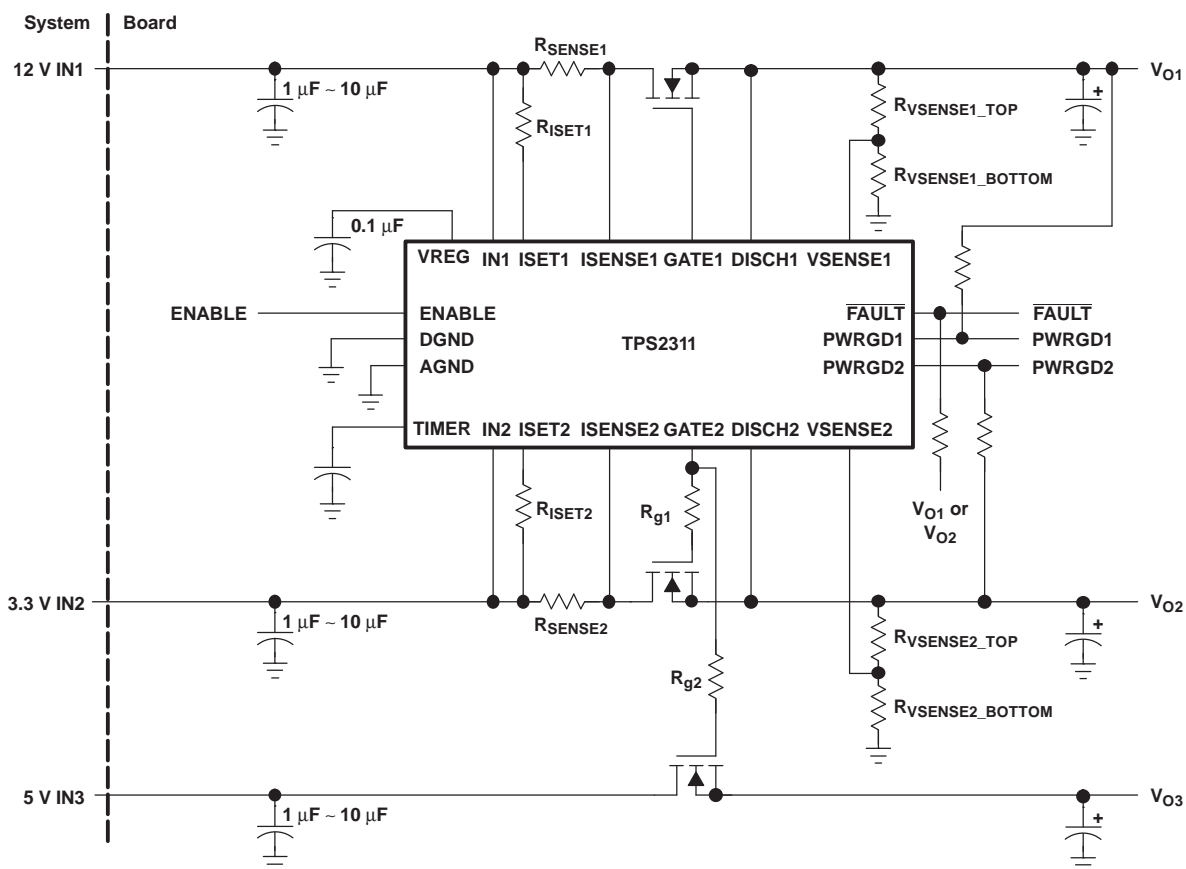 System Board
12 V IN1
R_SENSE1
V_O1
1 μF ~ 10 μF
R_ISET1
R_VSENSE1_TOP
+
R_VSENSE1_BOTTOM
0.1 μF
VREG IN1 ISET1 ISENSE1 GATE1 DISCH1 VSENSE1
ENABLE ENABLE
DGND
AGND
TIMER
TPS2311
F̅A̅U̅L̅T̅ F̅A̅U̅L̅T̅
PWRGD1 PWRGD1
PWRGD2 PWRGD2
IN2 ISET2 ISENSE2 GATE2 DISCH2 VSENSE2
R_ISET2
R_g1
V_O1 or
V_O2
3.3 V IN2
R_SENSE2
V_O2
1 μF ~ 10 μF
R_VSENSE2_TOP
+
R_g2
R_VSENSE2_BOTTOM
5 V IN3
V_O3
1 μF ~ 10 μF
+